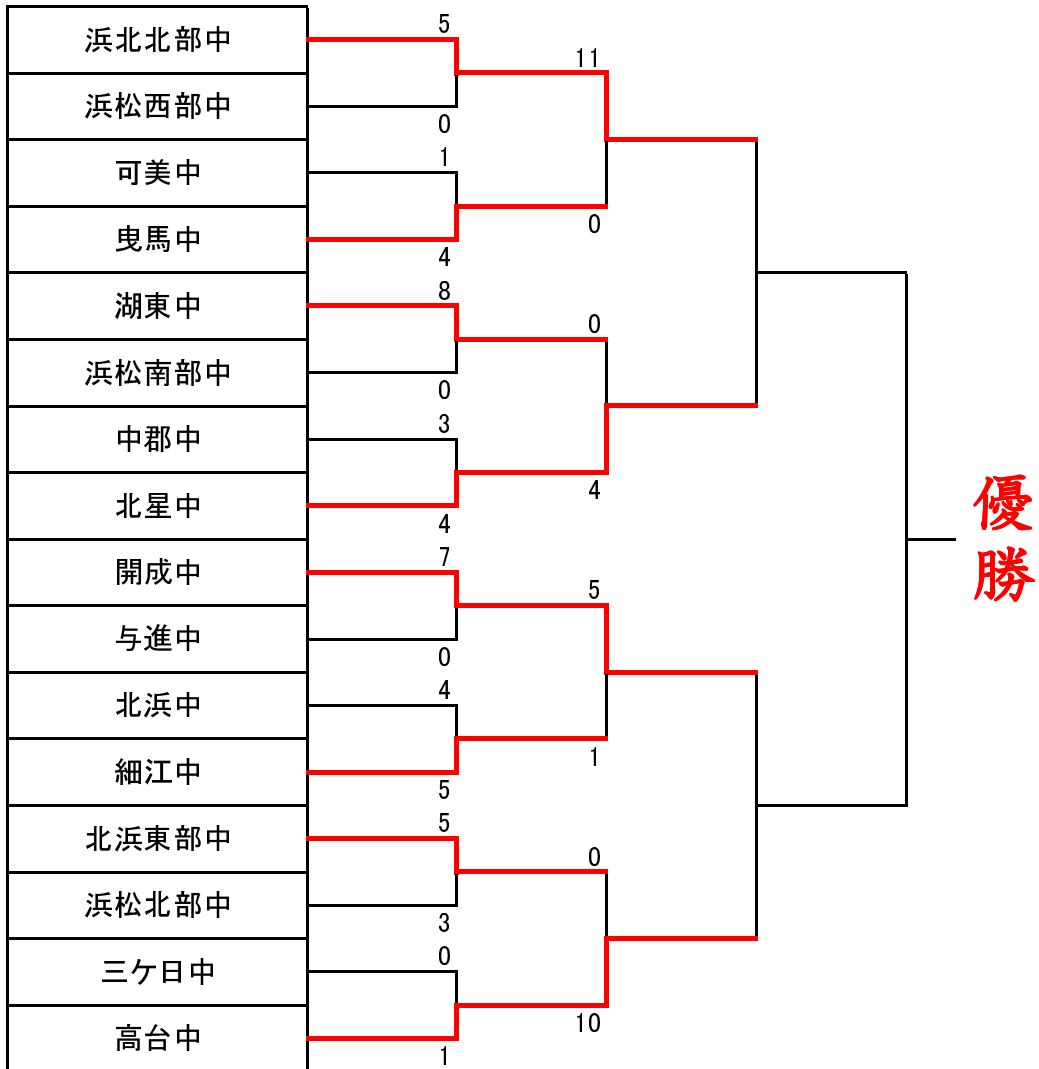 浜北北部中
浜松西部中
可美中
曳馬中
湖東中
浜松南部中
中郡中
北星中
開成中
与進中
北浜中
細江中
北浜東部中
浜松北部中
三ケ日中
高台中
5
0
1
4
8
0
3
4
7
0
4
5
5
3
0
1
11
0
0
4
5
1
0
10
優
勝